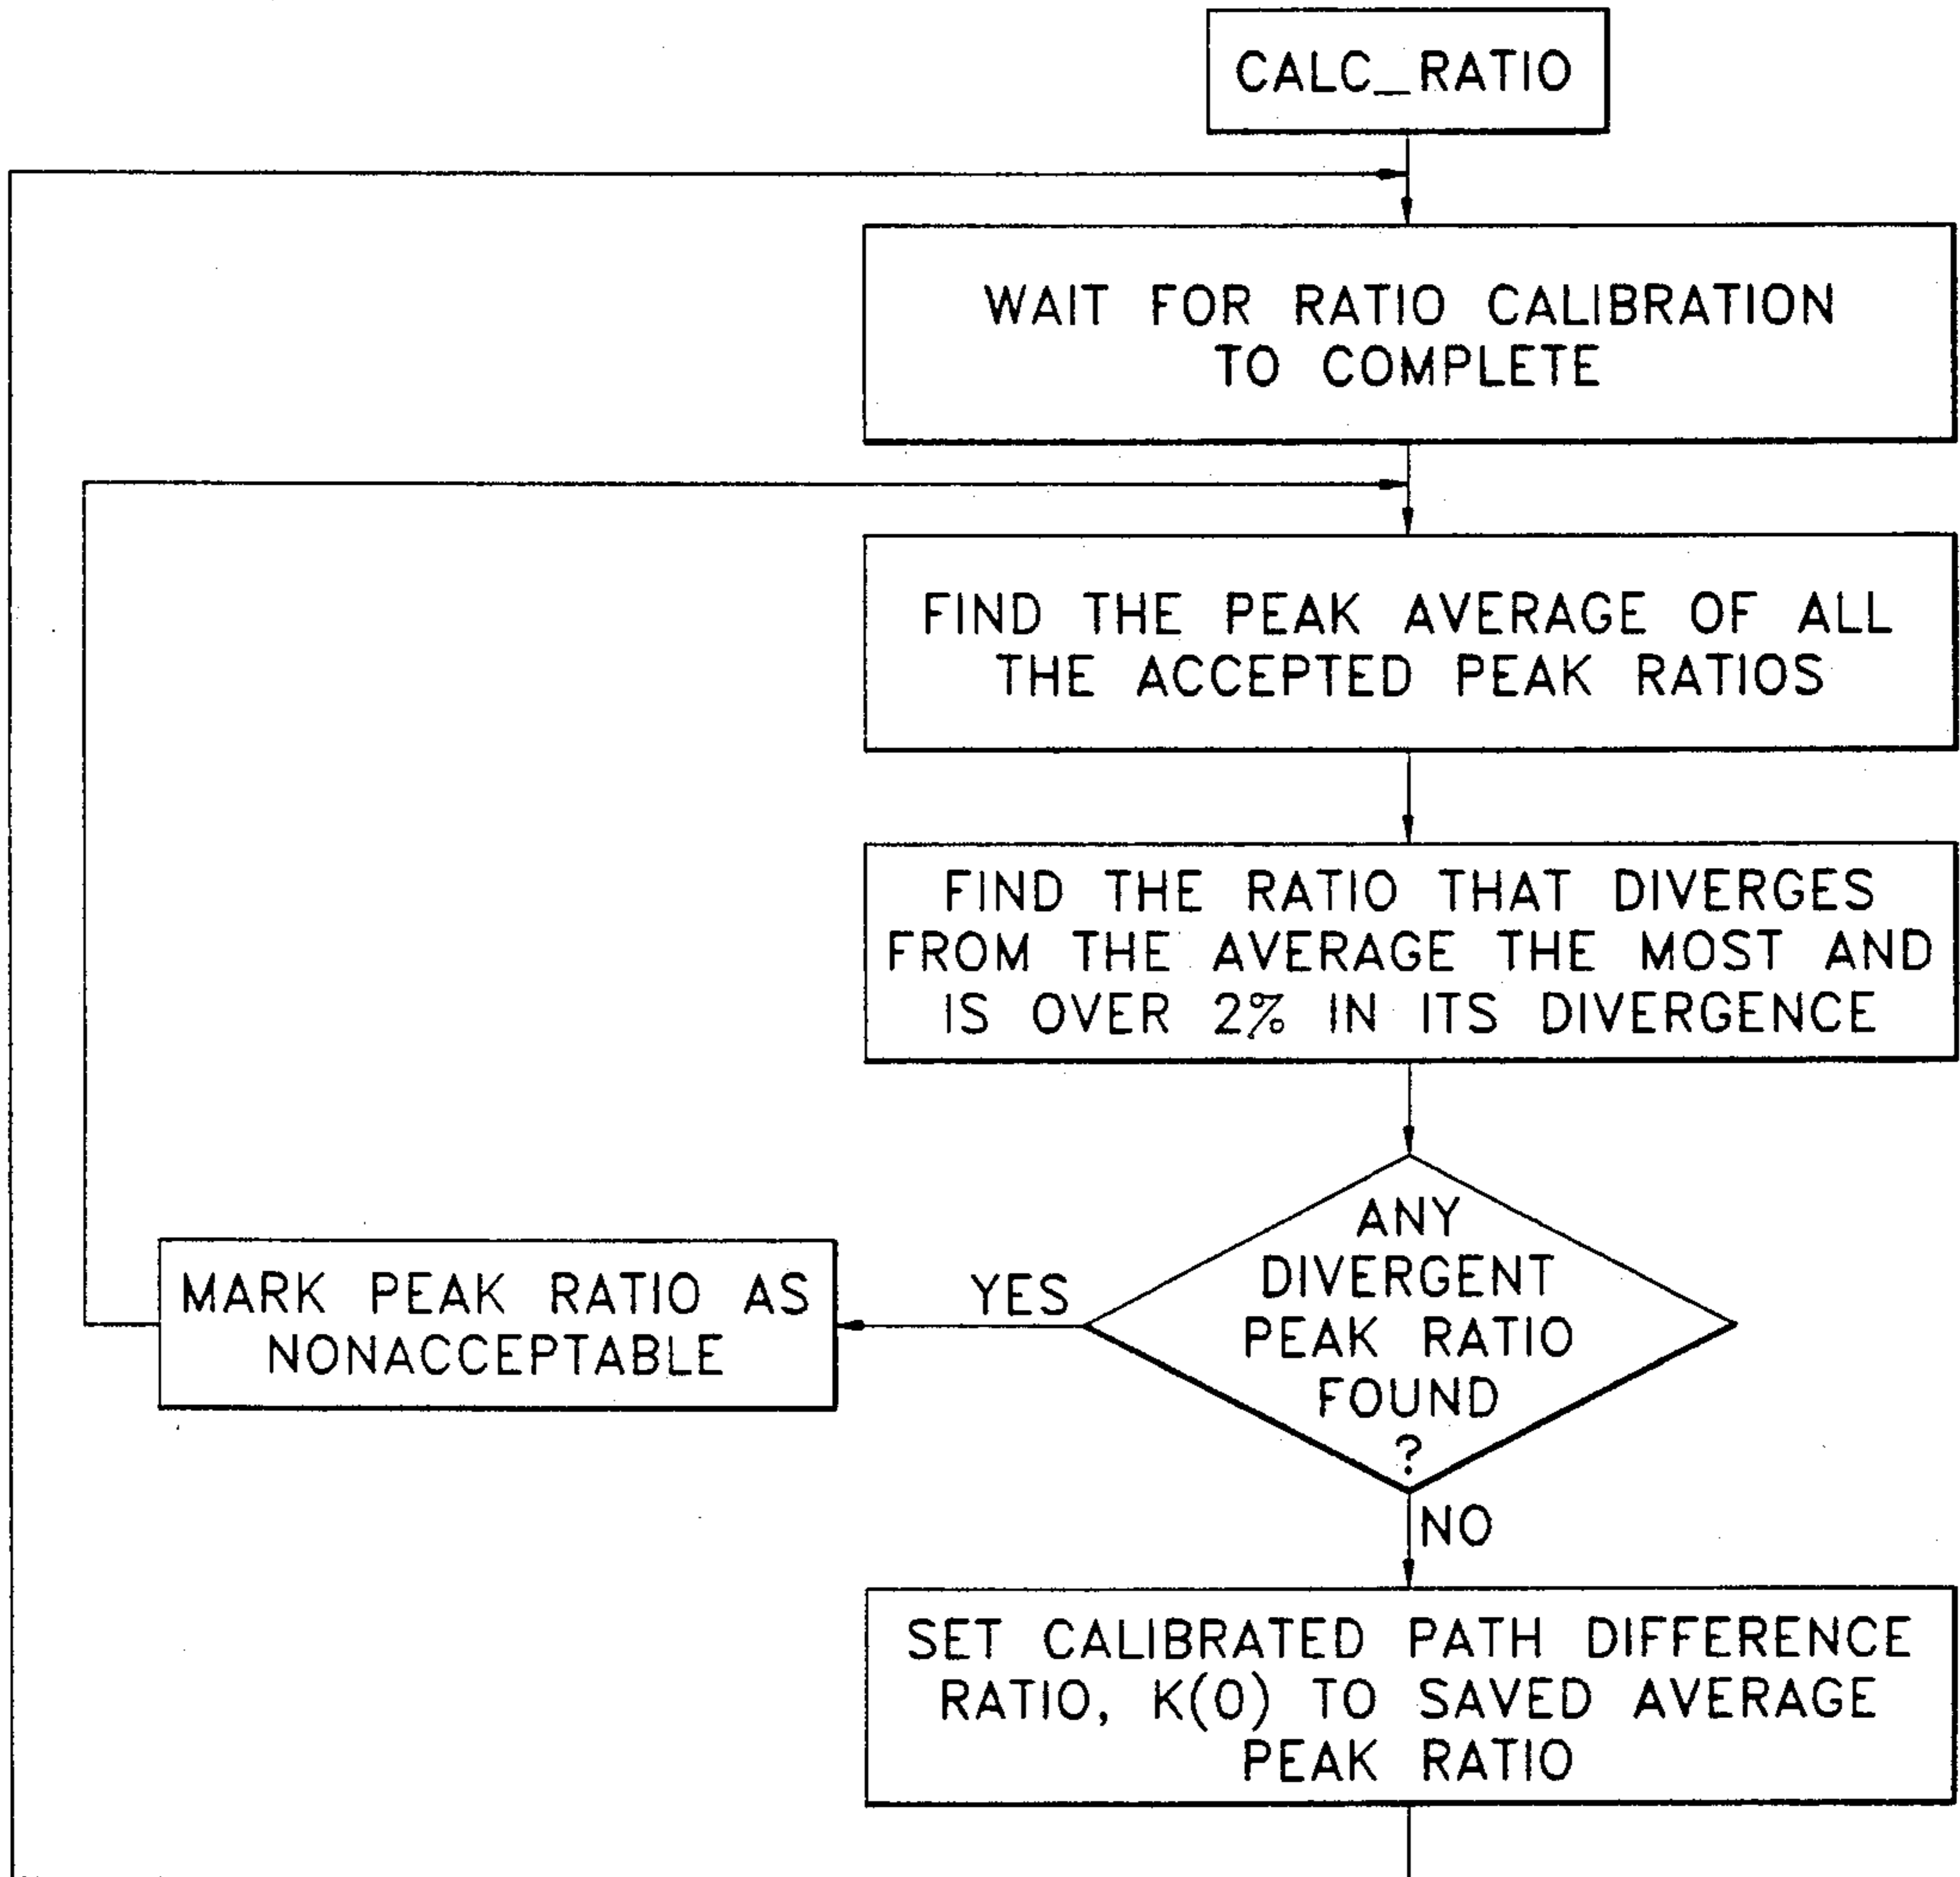 CALC_RATIO
WAIT FOR RATIO CALIBRATION
TO COMPLETE
FIND THE PEAK AVERAGE OF ALL
THE ACCEPTED PEAK RATIOS
FIND THE RATIO THAT DIVERGES
FROM THE AVERAGE THE MOST AND
IS OVER 2% IN ITS DIVERGENCE
ANY
DIVERGENT
PEAK RATIO
FOUND
?
YES
MARK PEAK RATIO AS
NONACCEPTABLE
NO
SET CALIBRATED PATH DIFFERENCE
RATIO, K(0) TO SAVED AVERAGE
PEAK RATIO